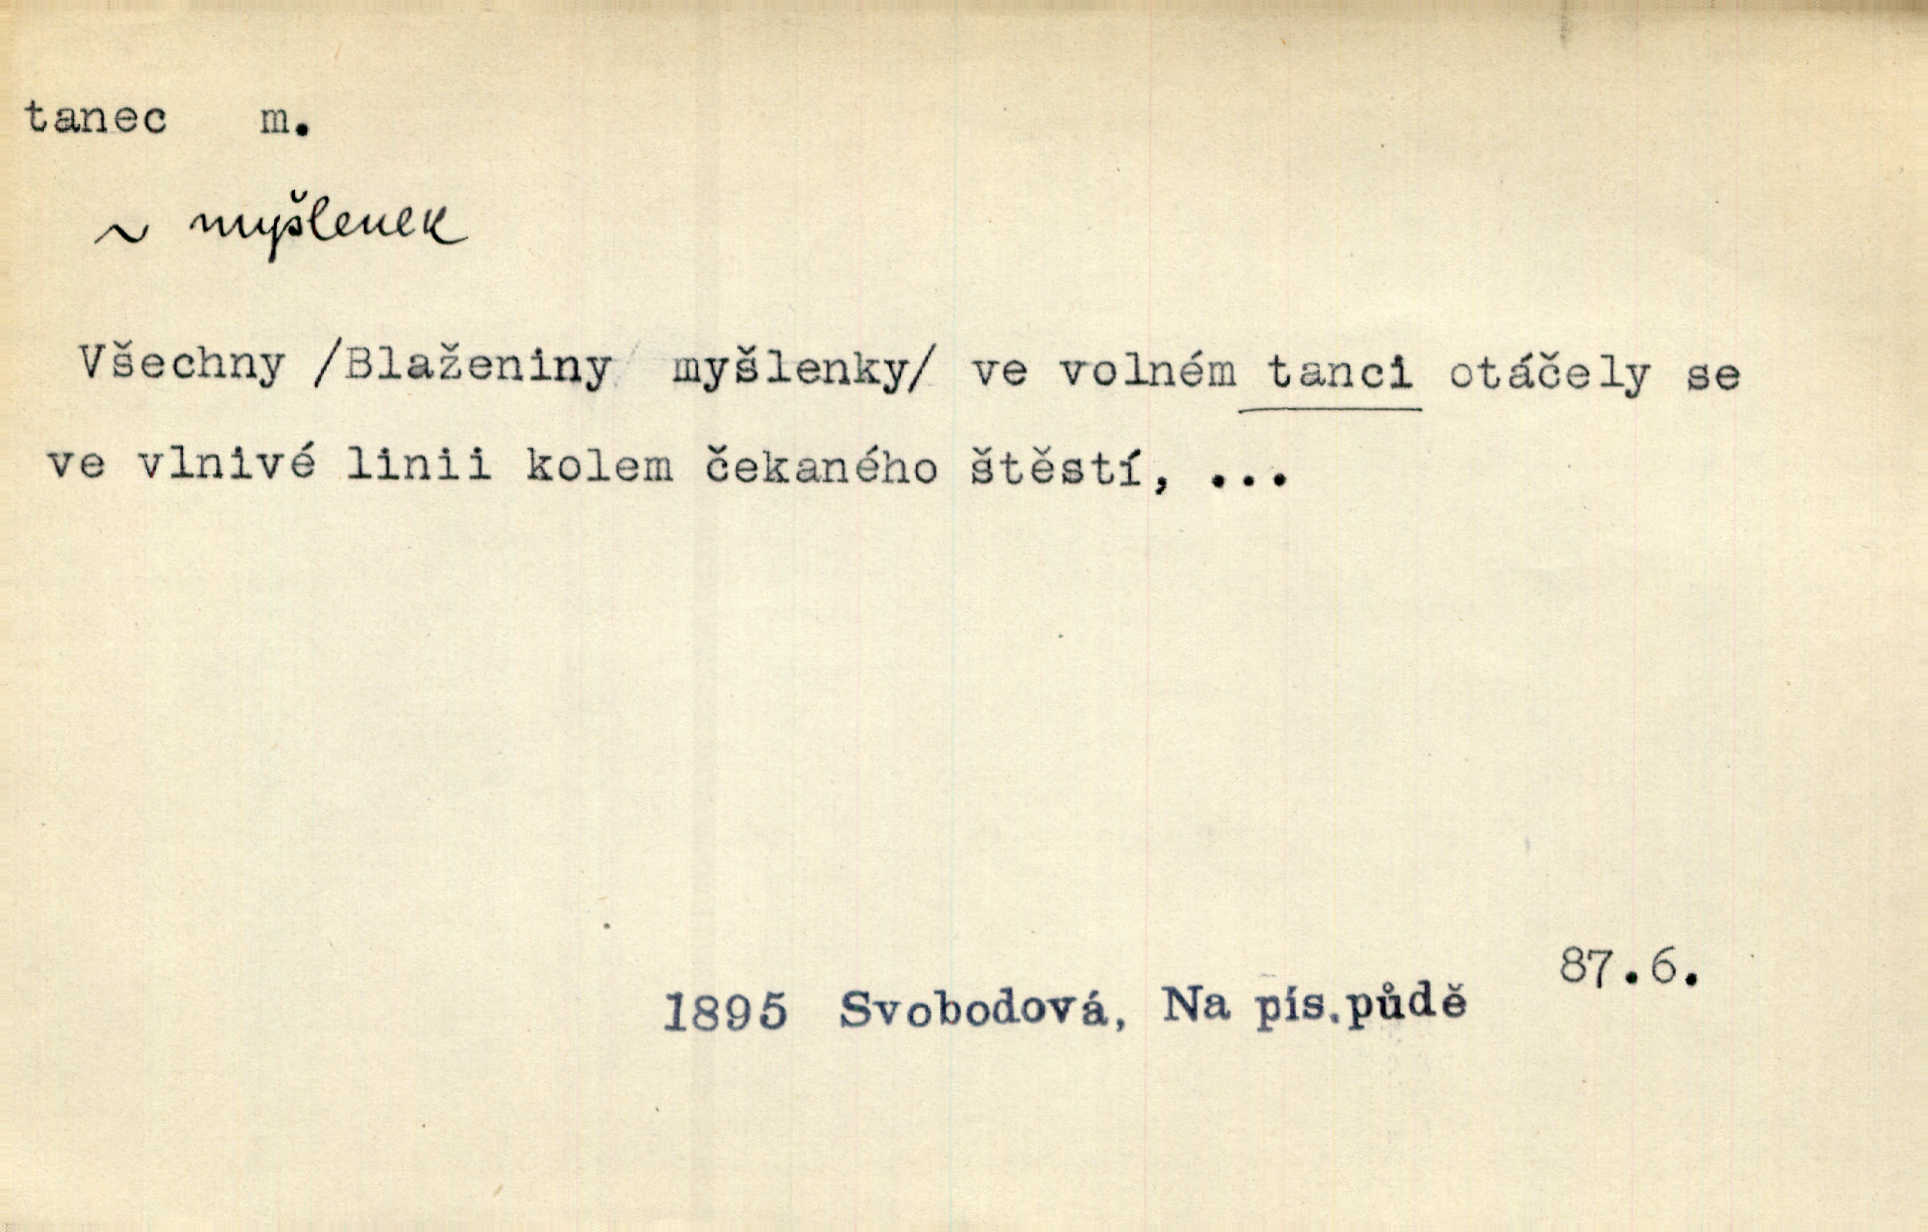 tanec m.
~ myšlenek
Všechny /Blaženiny myšlenky/ ve volném tanci otáčely se
ve vlnivé linii kolem čekaného štěstí, ...
87.6.
1895 Svobodová, Na pís.půdě